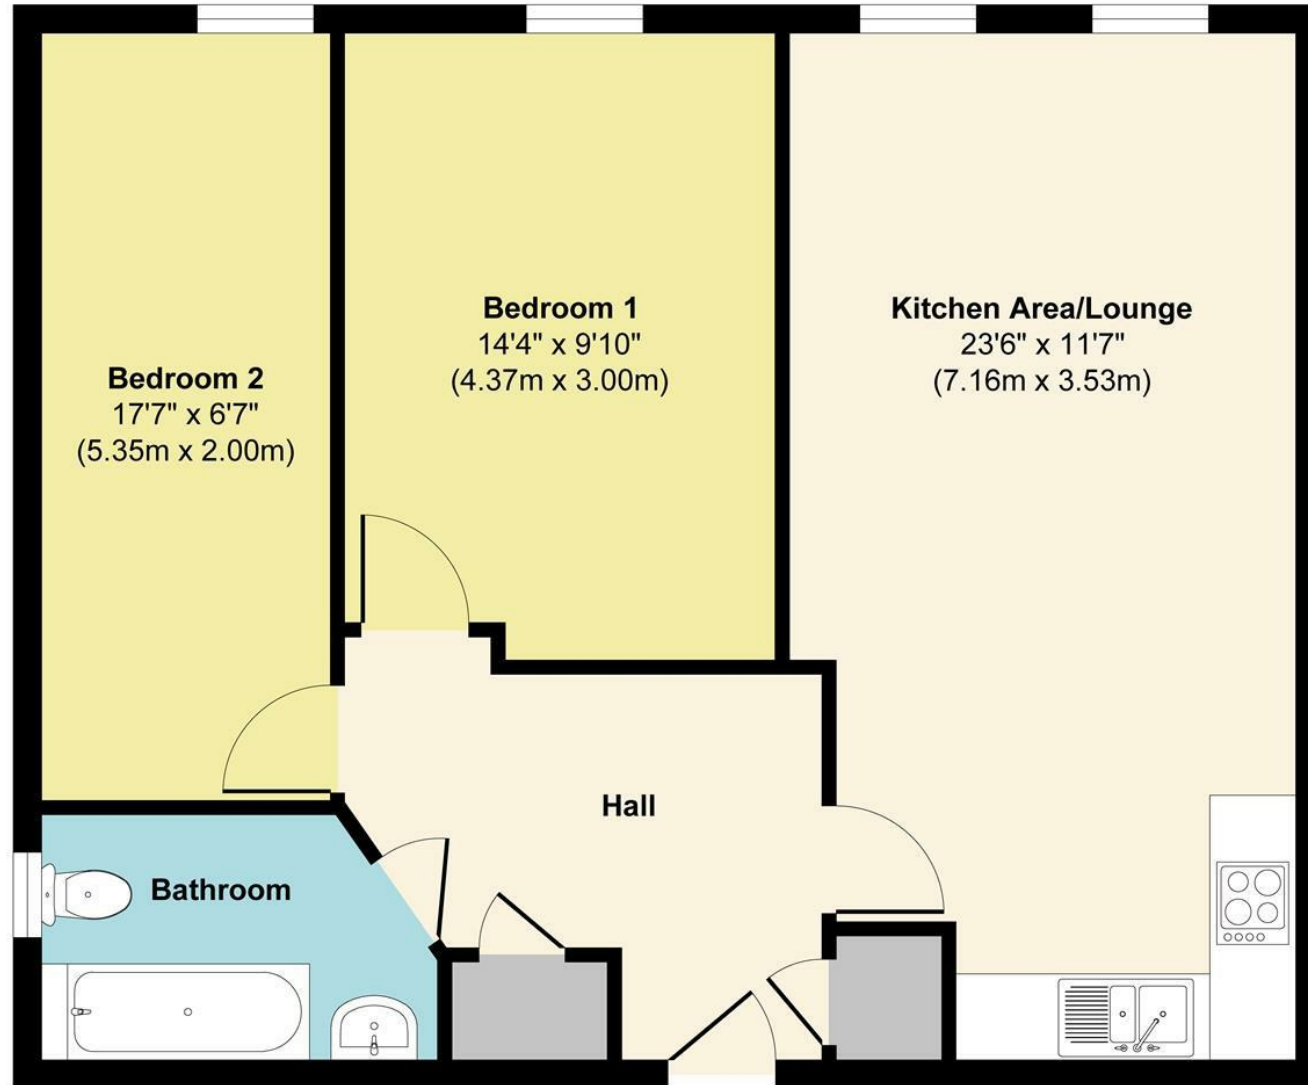 Bedroom 1
14'4" x 9'10"
(4.37m x 3.00m)
Kitchen Area/Lounge
23'6" x 11'7"
(7.16m x 3.53m)
Bedroom 2
17'7" x 6'7"
(5.35m x 2.00m)
Hall
Bathroom